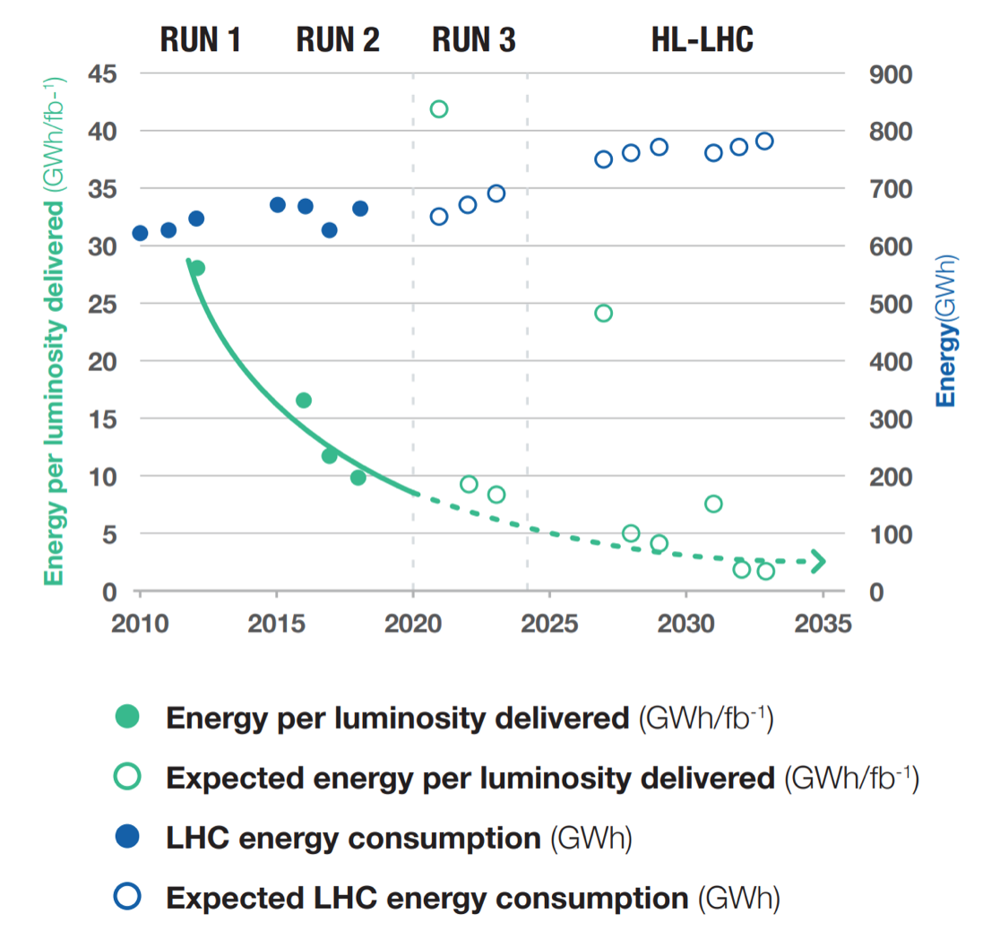 RUN 1 RUN 2 RUN 3 HL-LHC
Energy per luminosity delivered (GWh/fb-¹)
45
40
35
30
25
20
15
10
5
0
900
800
700
600
500
400
300
200
100
0
Energy(GWh)
2010 2015 2020 2025 2030 2035
Energy per luminosity delivered (GWh/fb-¹)
Expected energy per luminosity delivered (GWh/fb-¹)
LHC energy consumption (GWh)
Expected LHC energy consumption (GWh)